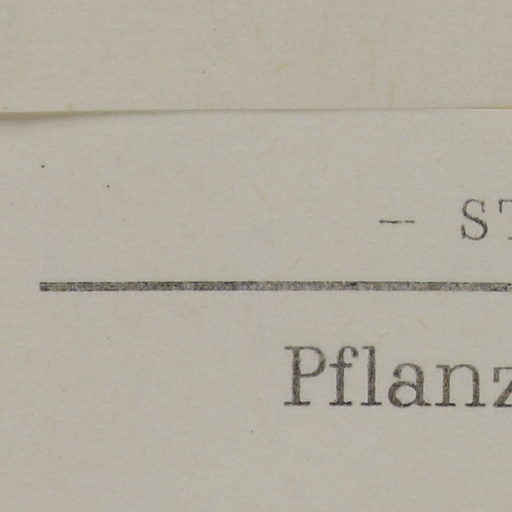 — ST
Pflanz